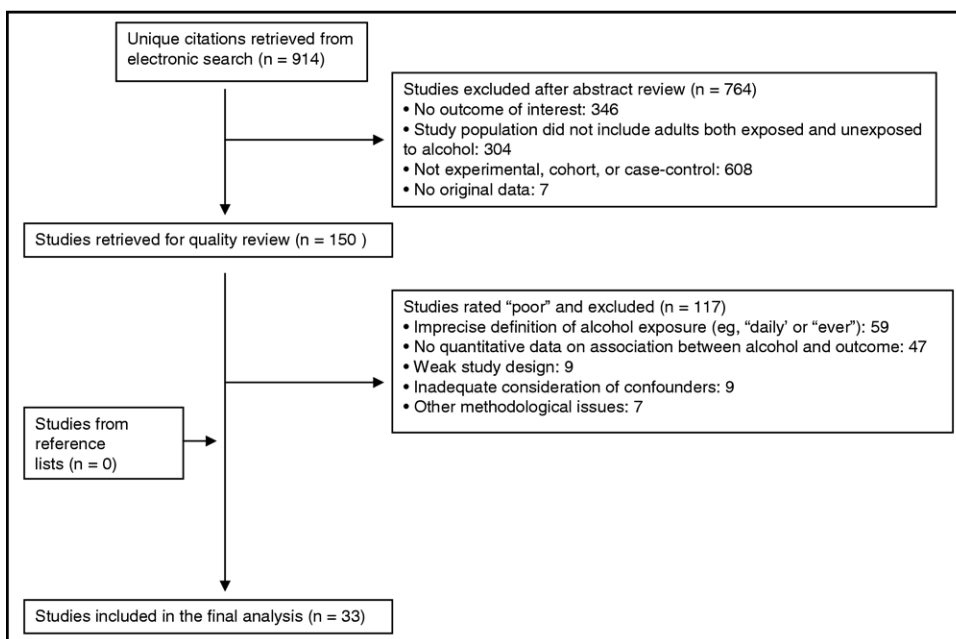 Unique citations retrieved from
electronic search (n = 914)
Studies excluded after abstract review (n = 764)
• No outcome of interest: 346
• Study population did not include adults both exposed and unexposed
to alcohol: 304
• Not experimental, cohort, or case-control: 608
• No original data: 7
Studies retrieved for quality review (n = 150 )
Studies rated “poor” and excluded (n = 117)
• Imprecise definition of alcohol exposure (eg, “daily’ or “ever”): 59
• No quantitative data on association between alcohol and outcome: 47
• Weak study design: 9
• Inadequate consideration of confounders: 9
• Other methodological issues: 7
Studies from
reference
lists (n = 0)
Studies included in the final analysis (n = 33)